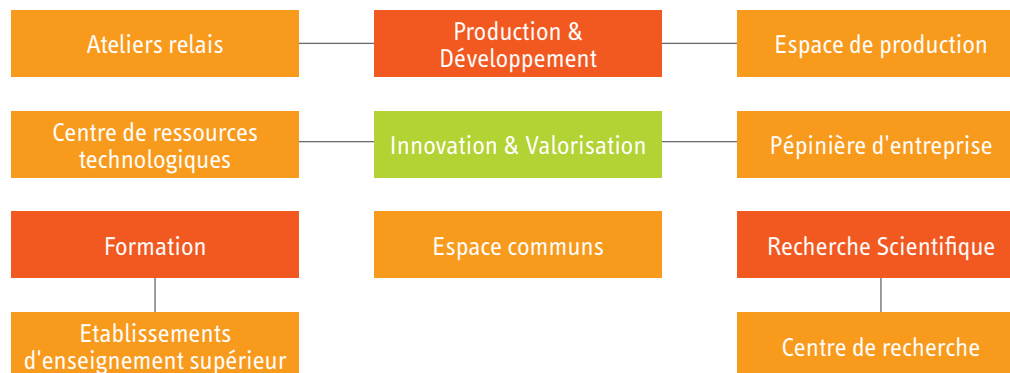 Ateliers relais
Production &
Développement
Espace de production
Centre de ressources
technologiques
Innovation & Valorisation
Pépinière d'entreprise
Formation
Espace communs
Recherche Scientifique
Etablissements
d'enseignement supérieur
Centre de recherche